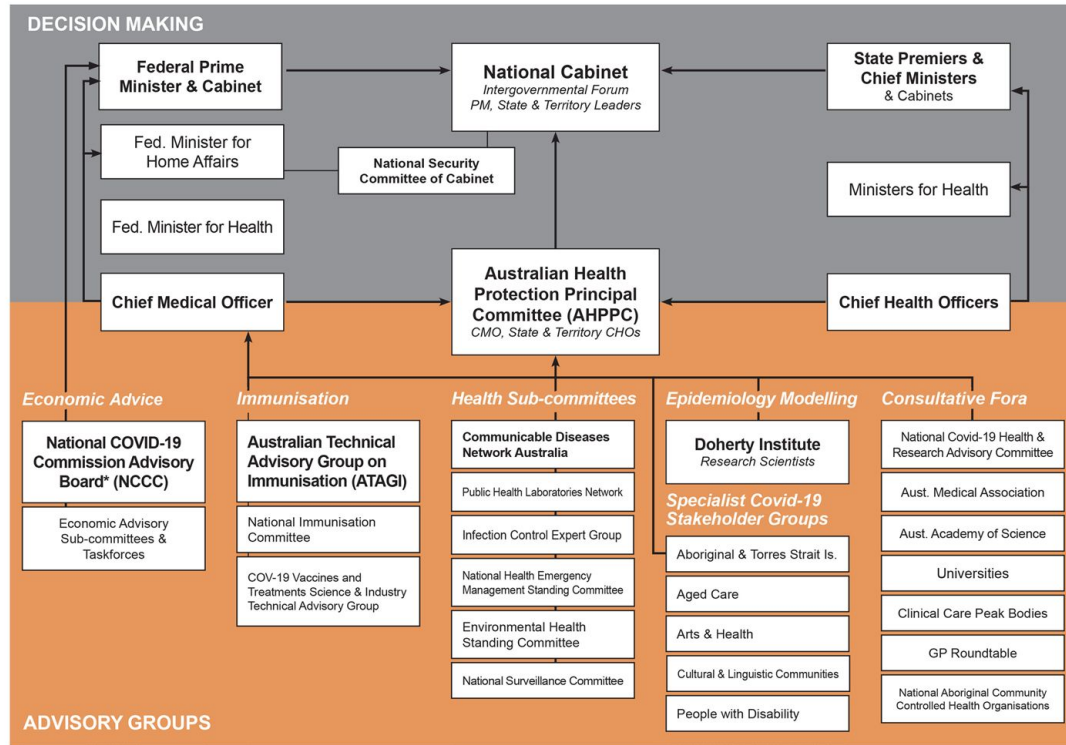 DECISION MAKING
Federal Prime
Minister & Cabinet
National Cabinet
Intergovernmental Forum
PM, State & Territory Leaders
State Premiers &
Chief Ministers
& Cabinets
Fed. Minister for
Home Affairs
National Security
Committee of Cabinet
Ministers for Health
Fed. Minister for Health
Chief Medical Officer
Australian Health
Protection Principal
Committee (AHPPC)
CMO, State & Territory CHOs
Chief Health Officers
Economic Advice
National COVID-19
Commission Advisory
Board* (NCCC)
Economic Advisory
Sub-committees &
Taskforces
Immunisation
Australian Technical
Advisory Group on
Immunisation (ATAGI)
National Immunisation
Committee
COV-19 Vaccines and
Treatments Science & Industry
Technical Advisory Group
Health Sub-committees
Communicable Diseases
Network Australia
Public Health Laboratories Network
Infection Control Expert Group
National Health Emergency
Management Standing Committee
Environmental Health
Standing Committee
National Surveillance Committee
Epidemiology Modelling
Doherty Institute
Research Scientists
Specialist Covid-19
Stakeholder Groups
Aboriginal & Torres Strait Is.
Aged Care
Arts & Health
Cultural & Linguistic Communities
People with Disability
Consultative Fora
National Covid-19 Health &
Research Advisory Committee
Aust. Medical Association
Aust. Academy of Science
Universities
Clinical Care Peak Bodies
GP Roundtable
National Aboriginal Community
Controlled Health Organisations
ADVISORY GROUPS